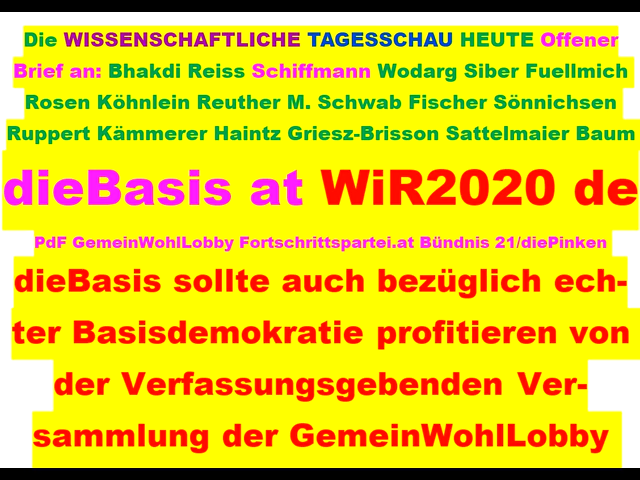 Die WISSENSCHAFTLICHE TAGESSCHAU HEUTE Offener
Brief an: Bhakdi Reiss Schiffmann Wodarg Siber Fuellmich
Rosen Köhnlein Reuther M. Schwab Fischer Sönnichsen
Ruppert Kämmerer Haintz Griesz-Brisson Sattelmaier Baum
dieBasis at WiR2020 de
PdF GemeinWohlLobby Fortschrittspartei.at Bündnis 21/diePinken
dieBasis sollte auch bezüglich ech-
ter Basisdemokratie profitieren von
der Verfassungsgebenden Ver-
sammlung der GemeinWohlLobby